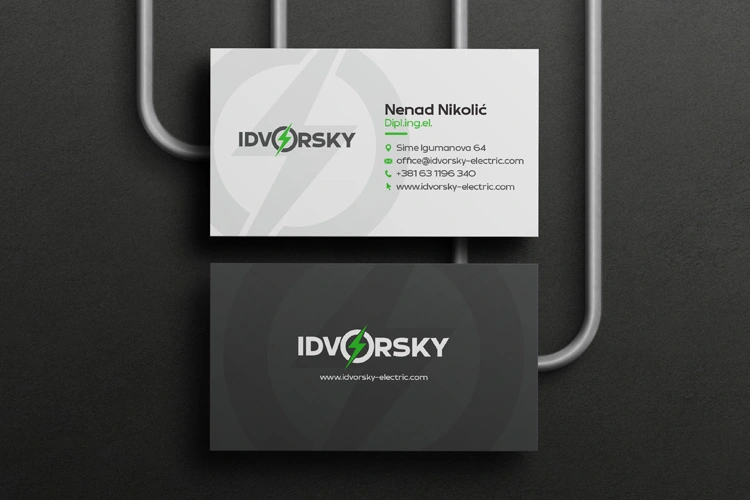 IDVORSKY
Nenad Nikolić
Dipl.ing.el.
Sime Igumanova 64
office@idvorsky-electric.com
+381 63 1196 340
www.idvorsky-electric.com
IDVORSKY
www.idvorsky-electric.com